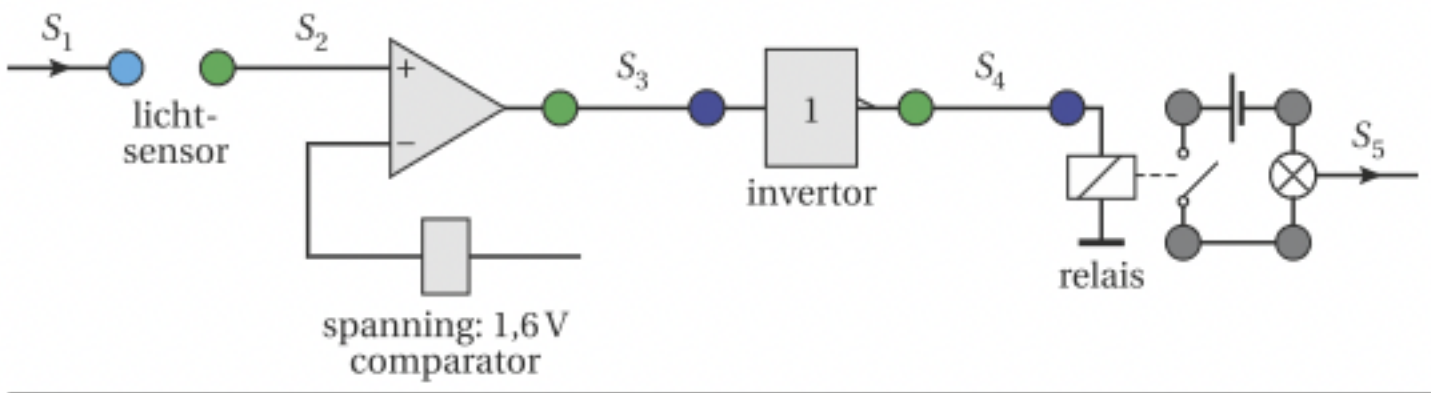 S1
S2
S3
S4
S5
+
−
licht-
sensor
1
invertor
relais
spanning: 1,6 V
comparator